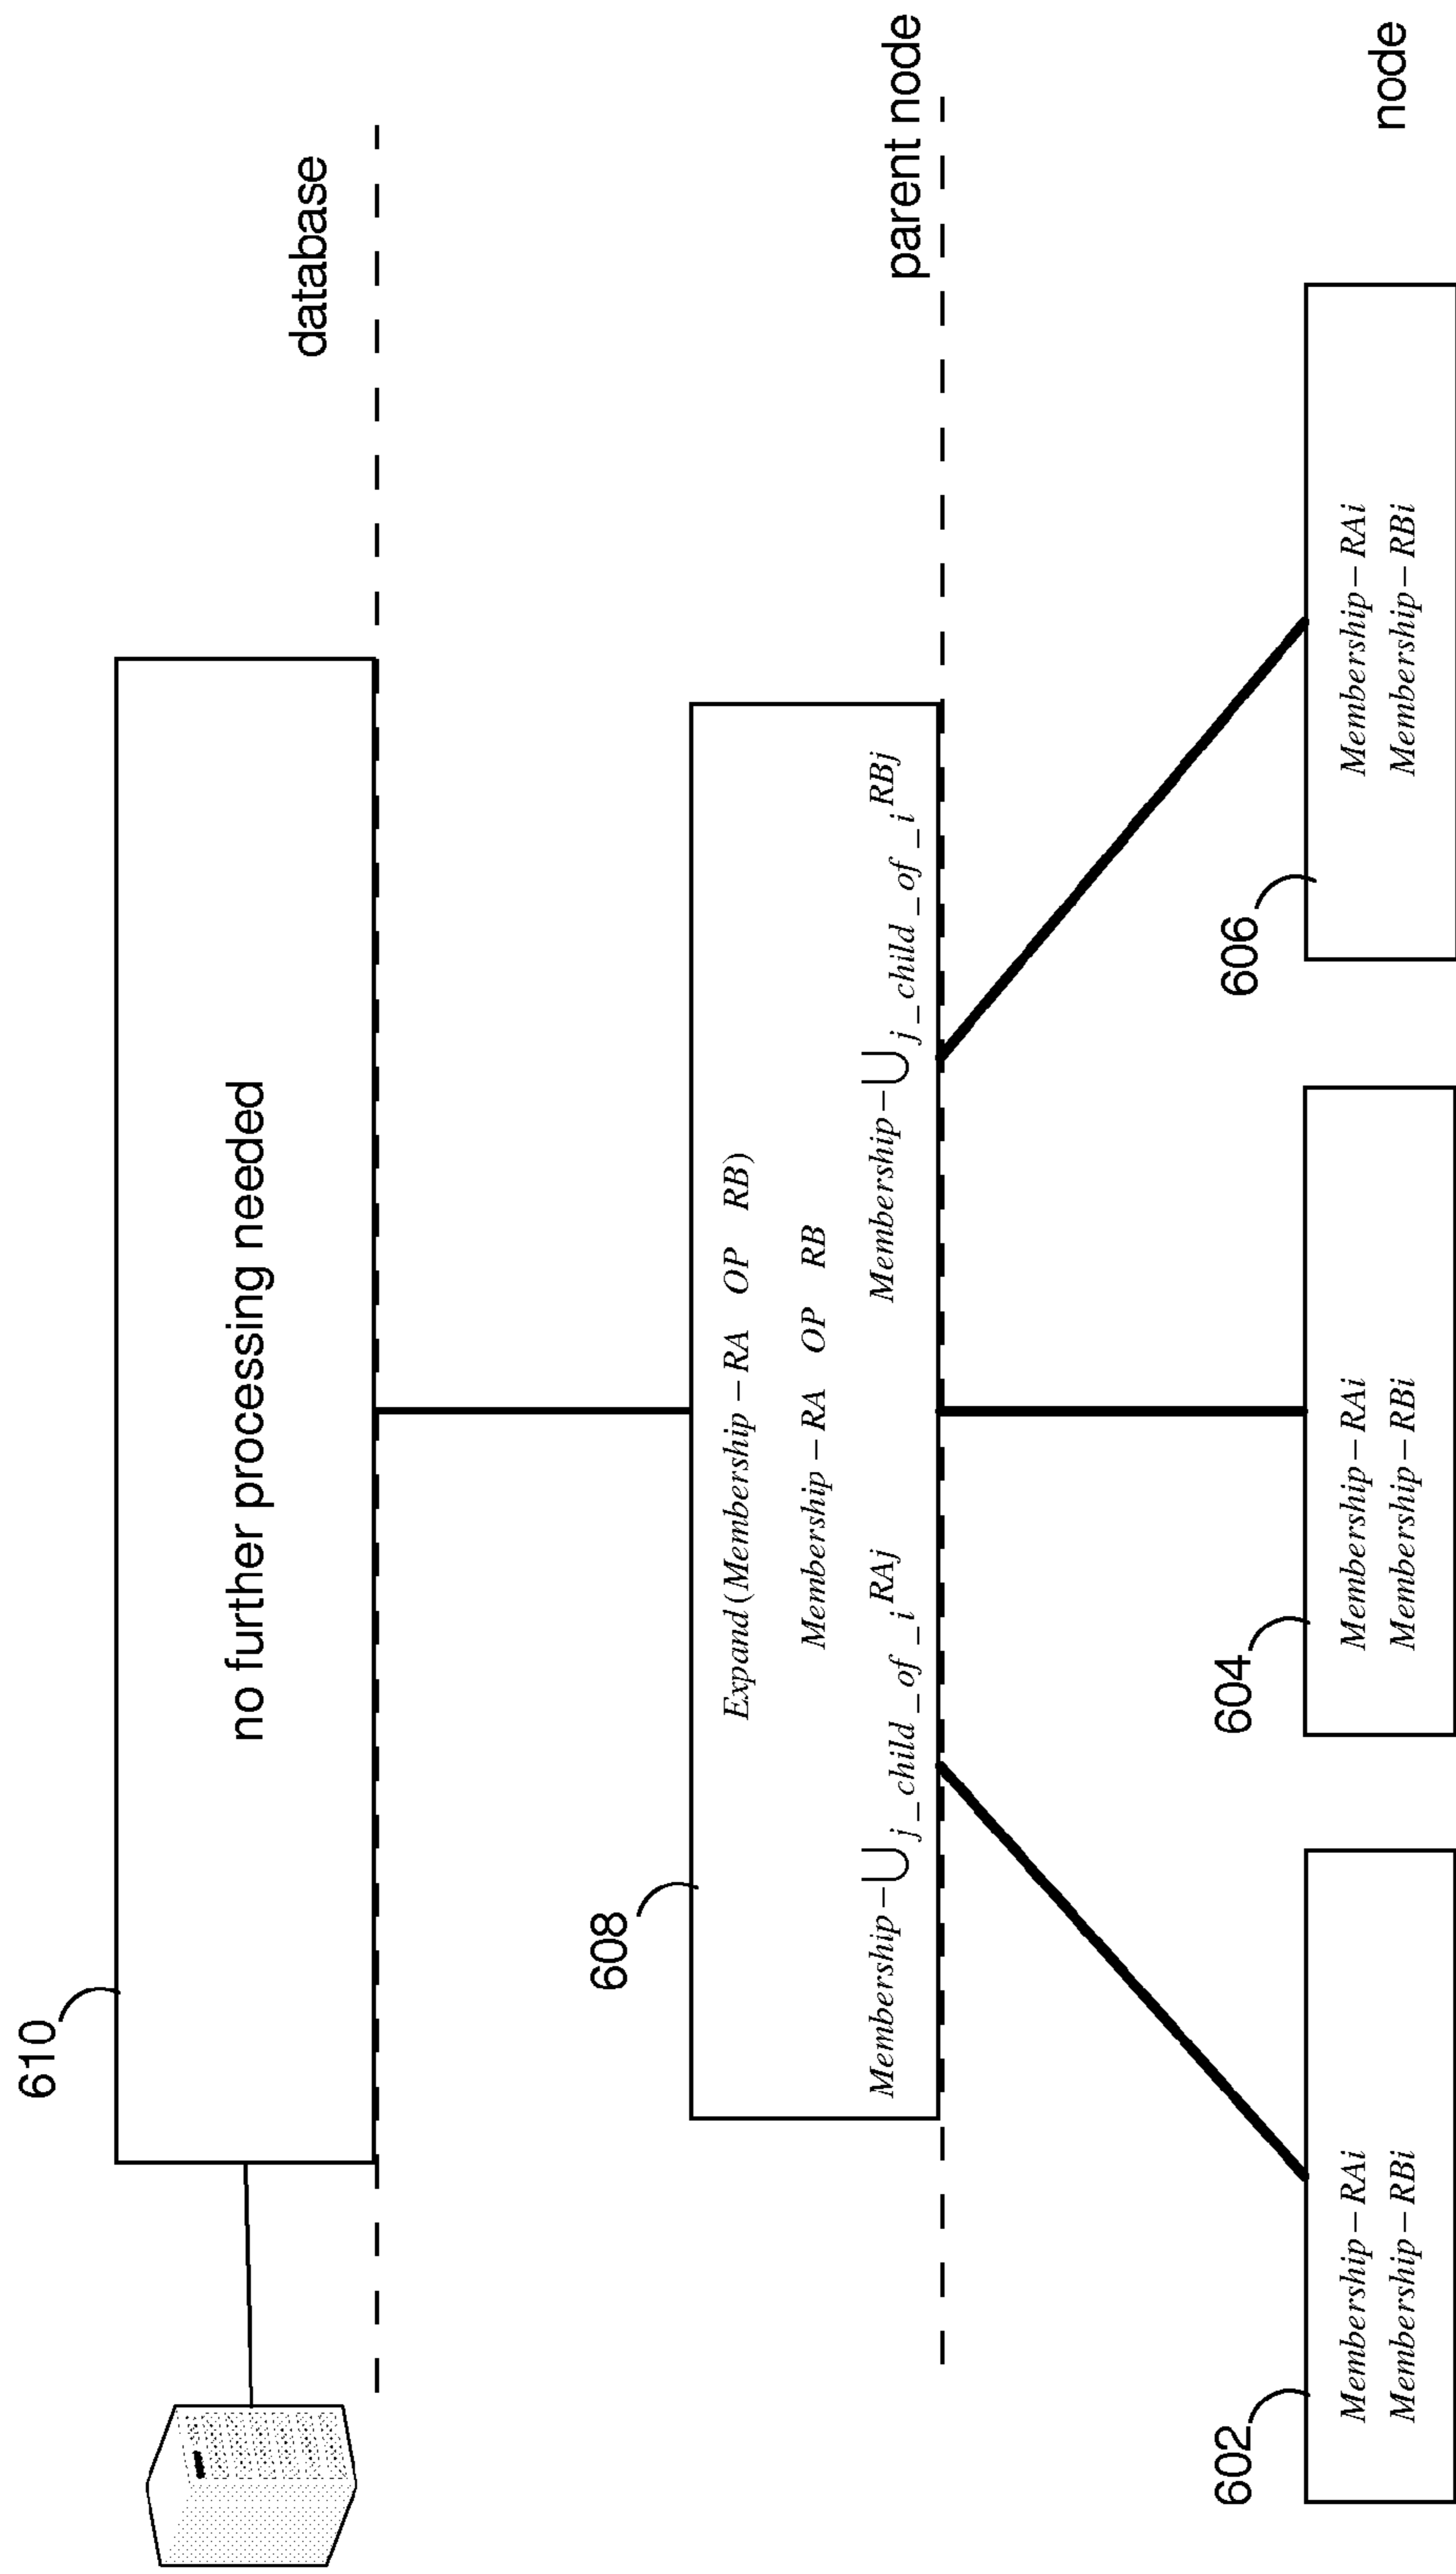 610
no further processing needed
database
608
Expand(Membership−RA OP RB)
Membership−RA OP RB
Membership−⋃j_child_of_i RAj Membership−⋃j_child_of_i RBj
parent node
602
Membership−RAi
Membership−RBi
604
Membership−RAi
Membership−RBi
606
Membership−RAi
Membership−RBi
node